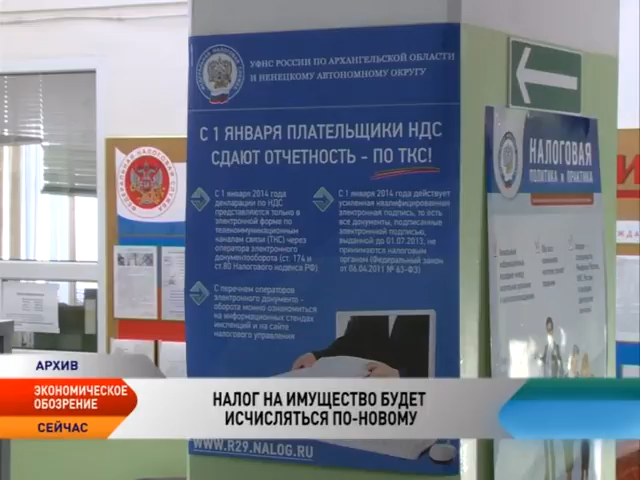 УФНС РОССИИ ПО АРХАНГЕЛЬСКОЙ ОБЛАСТИ
И НЕНЕЦКОМУ АВТОНОМНОМУ ОКРУГУ
С 1 ЯНВАРЯ ПЛАТЕЛЬЩИКИ НДС
СДАЮТ ОТЧЕТНОСТЬ - ПО ТКС!
С 1 января 2014 года
декларации по НДС
представляются только в
электронной форме по
телекоммуникационным
каналам связи (ТКС) через
оператора электронного
документооборота (ст. 174 и
ст.80 Налогового кодекса РФ)
С перечнем операторов
электронного документо -
оборота можно ознакомиться
на информационных стендах
инспекций и на сайте
налогового управления
С 1 января 2014 года действует
усиленная квалифицированная
электронная подпись, то есть
все документы, подписанные
электронной подписью,
выданной до 01.07.2013, не
принимаются налоговым
органом (Федеральный закон
от 06.04.2011 № 63-ФЗ)
WWW.R29.NALOG.RU
ФЕДЕРАЛЬНАЯ НАЛОГОВАЯ СЛУЖБА
НАЛОГОВАЯ
ПОЛИТИКА и ПРАКТИКА
АРХИВ
ЭКОНОМИЧЕСКОЕ
ОБОЗРЕНИЕ
СЕЙЧАС
НАЛОГ НА ИМУЩЕСТВО БУДЕТ
ИСЧИСЛЯТЬСЯ ПО-НОВОМУ